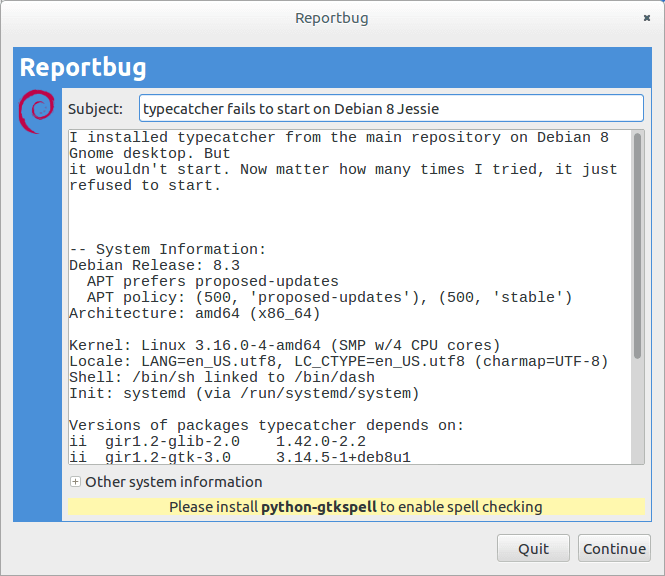 Reportbug
Reportbug
Subject: typecatcher fails to start on Debian 8 Jessie
I installed typecatcher from the main repository on Debian 8
Gnome desktop. But
it wouldn't start. Now matter how many times I tried, it just
refused to start.
-- System Information:
Debian Release: 8.3
  APT prefers proposed-updates
  APT policy: (500, 'proposed-updates'), (500, 'stable')
Architecture: amd64 (x86_64)
Kernel: Linux 3.16.0-4-amd64 (SMP w/4 CPU cores)
Locale: LANG=en_US.utf8, LC_CTYPE=en_US.utf8 (charmap=UTF-8)
Shell: /bin/sh linked to /bin/dash
Init: systemd (via /run/systemd/system)
Versions of packages typecatcher depends on:
ii  gir1.2-glib-2.0    1.42.0-2.2
ii  gir1.2-gtk-3.0     3.14.5-1+deb8u1
Other system information
Please install python-gtkspell to enable spell checking
Quit Continue